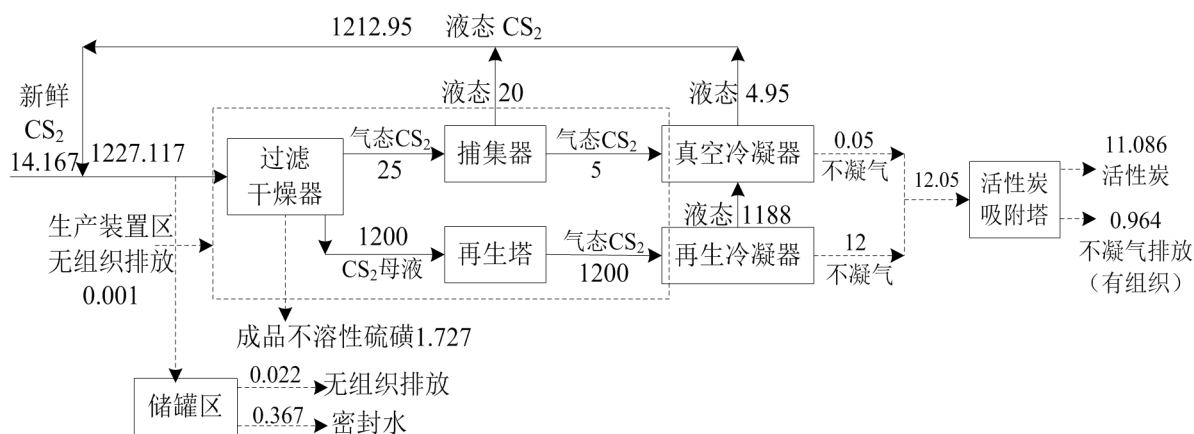 1212.95 液态 CS2
新鲜
CS2
14.167
1227.117
液态 20
液态 4.95
过滤
干燥器
气态CS2
25
捕集器
气态CS2
5
真空冷凝器
0.05
不凝气
12.05
活性炭
吸附塔
11.086
活性炭
0.964
不凝气排放
（有组织）
生产装置区
无组织排放
0.001
液态 1188
1200
CS2母液
再生塔
气态CS2
1200
再生冷凝器
12
不凝气
成品不溶性硫磺1.727
储罐区
0.022
无组织排放
0.367
密封水